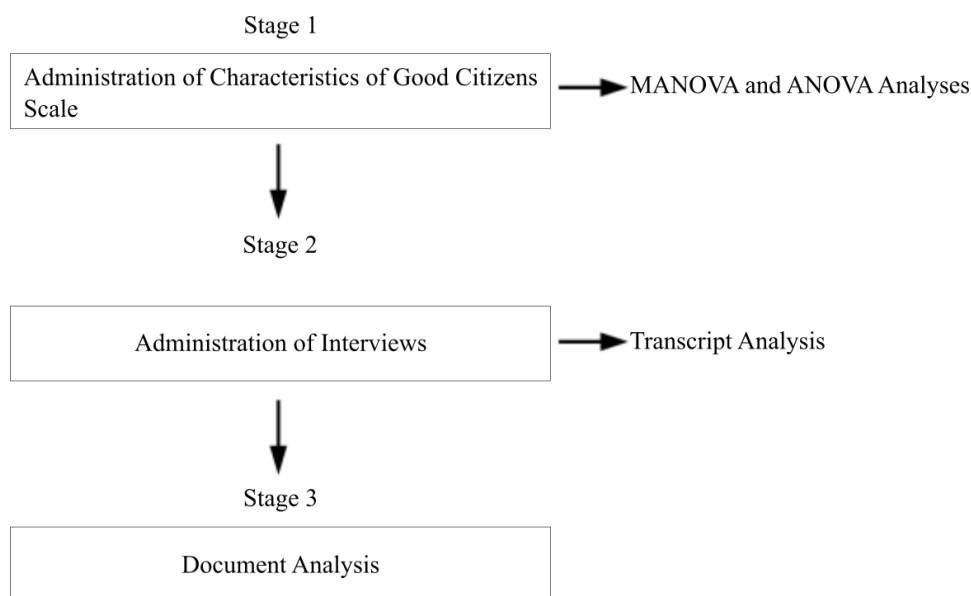 Stage 1
Administration of Characteristics of Good Citizens
Scale
MANOVA and ANOVA Analyses
Stage 2
Administration of Interviews
Transcript Analysis
Stage 3
Document Analysis